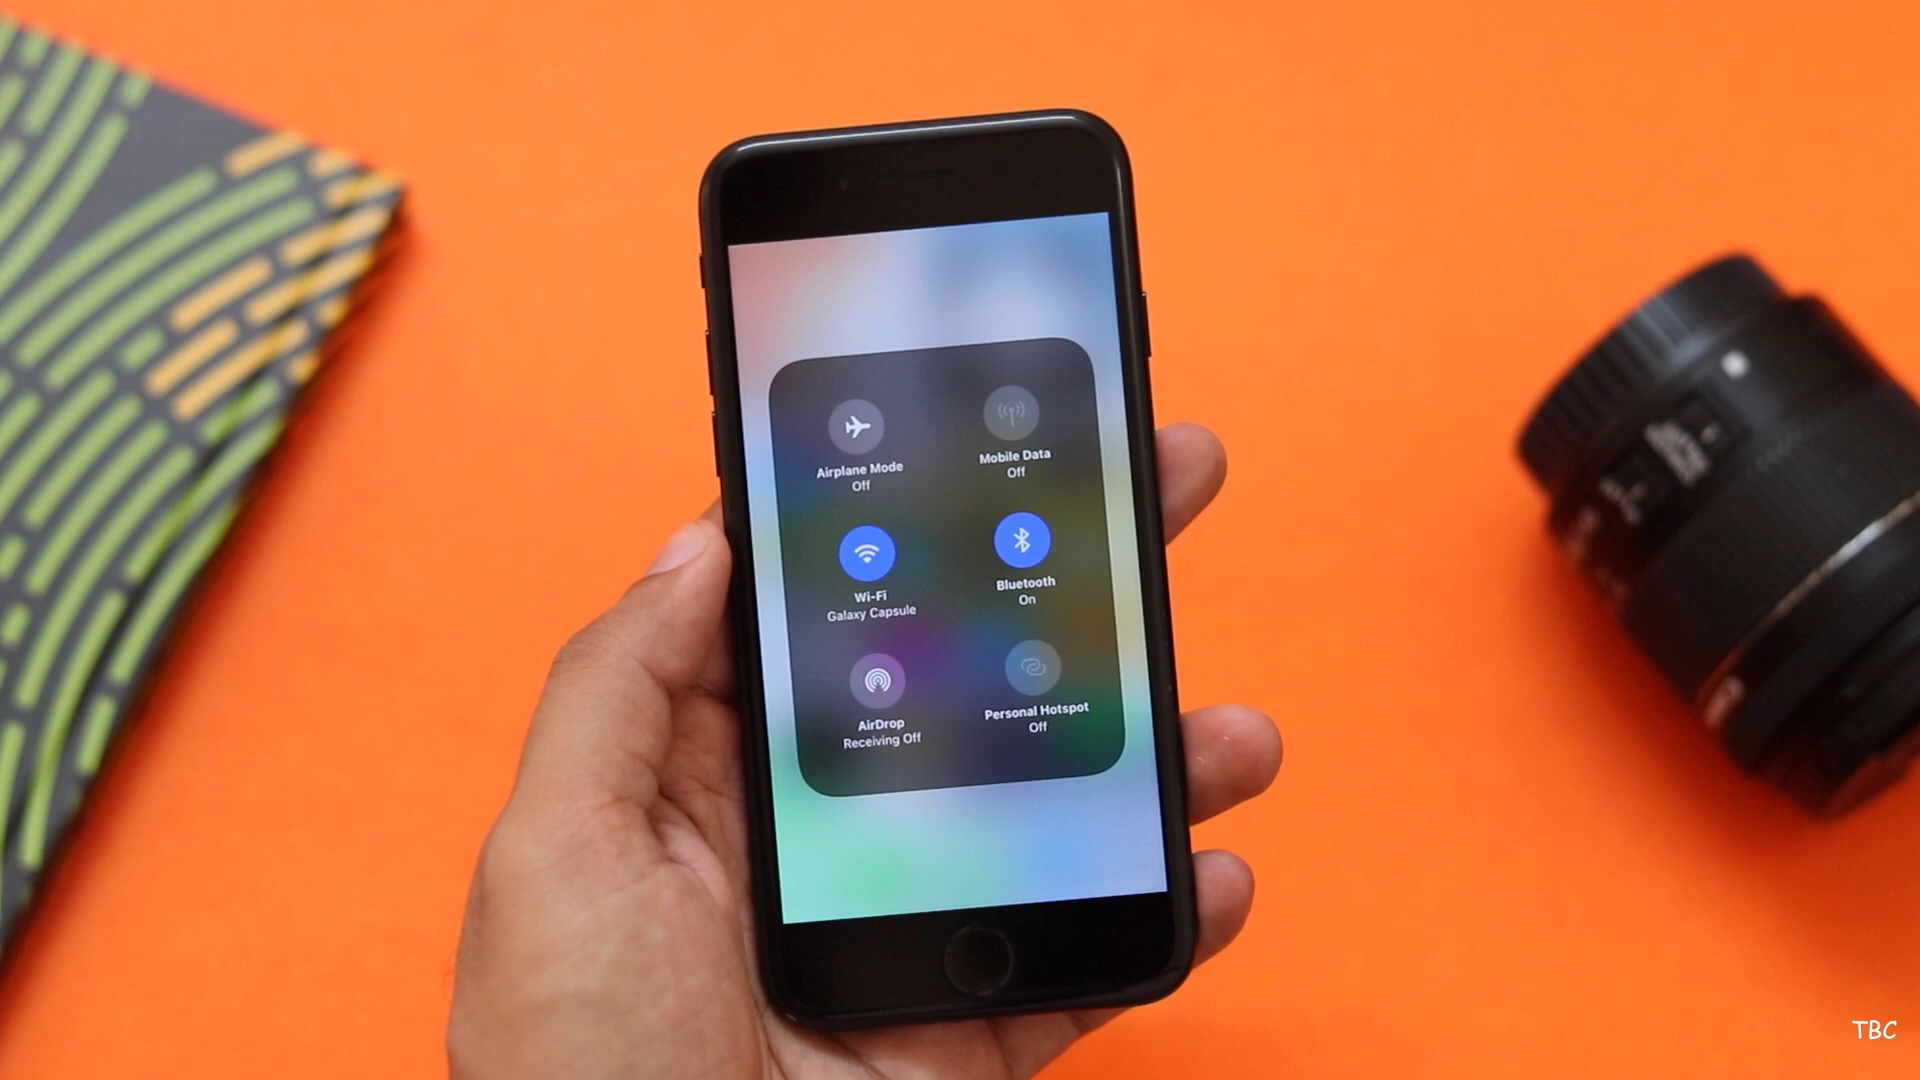 Airplane Mode
Off
Mobile Data
Off
Wi-Fi
Galaxy Capsule
Bluetooth
On
AirDrop
Receiving Off
Personal Hotspot
Off
TBC